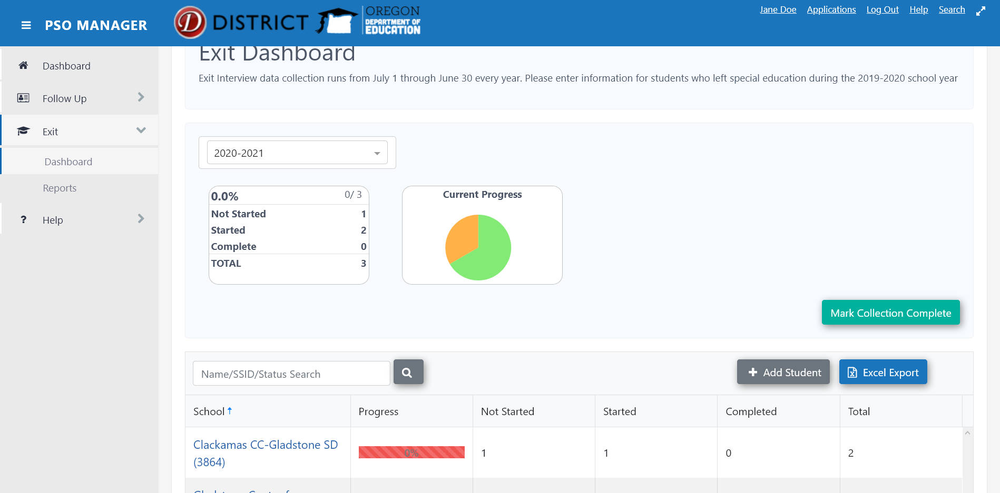 PSO MANAGER
D DISTRICT
OREGON
DEPARTMENT OF
EDUCATION
Jane Doe Applications Log Out Help Search
Dashboard
Follow Up
Exit
Dashboard
Reports
? Help
Exit Dashboard
Exit Interview data collection runs from July 1 through June 30 every year. Please enter information for students who left special education during the 2019-2020 school year
2020-2021
0.0% 0/ 3
Not Started 1
Started 2
Complete 0
TOTAL 3
Current Progress
Mark Collection Complete
Name/SSID/Status Search
Add Student
Excel Export
School Progress Not Started Started Completed Total
Clackamas CC-Gladstone SD
(3864)
0% 1 1 0 2